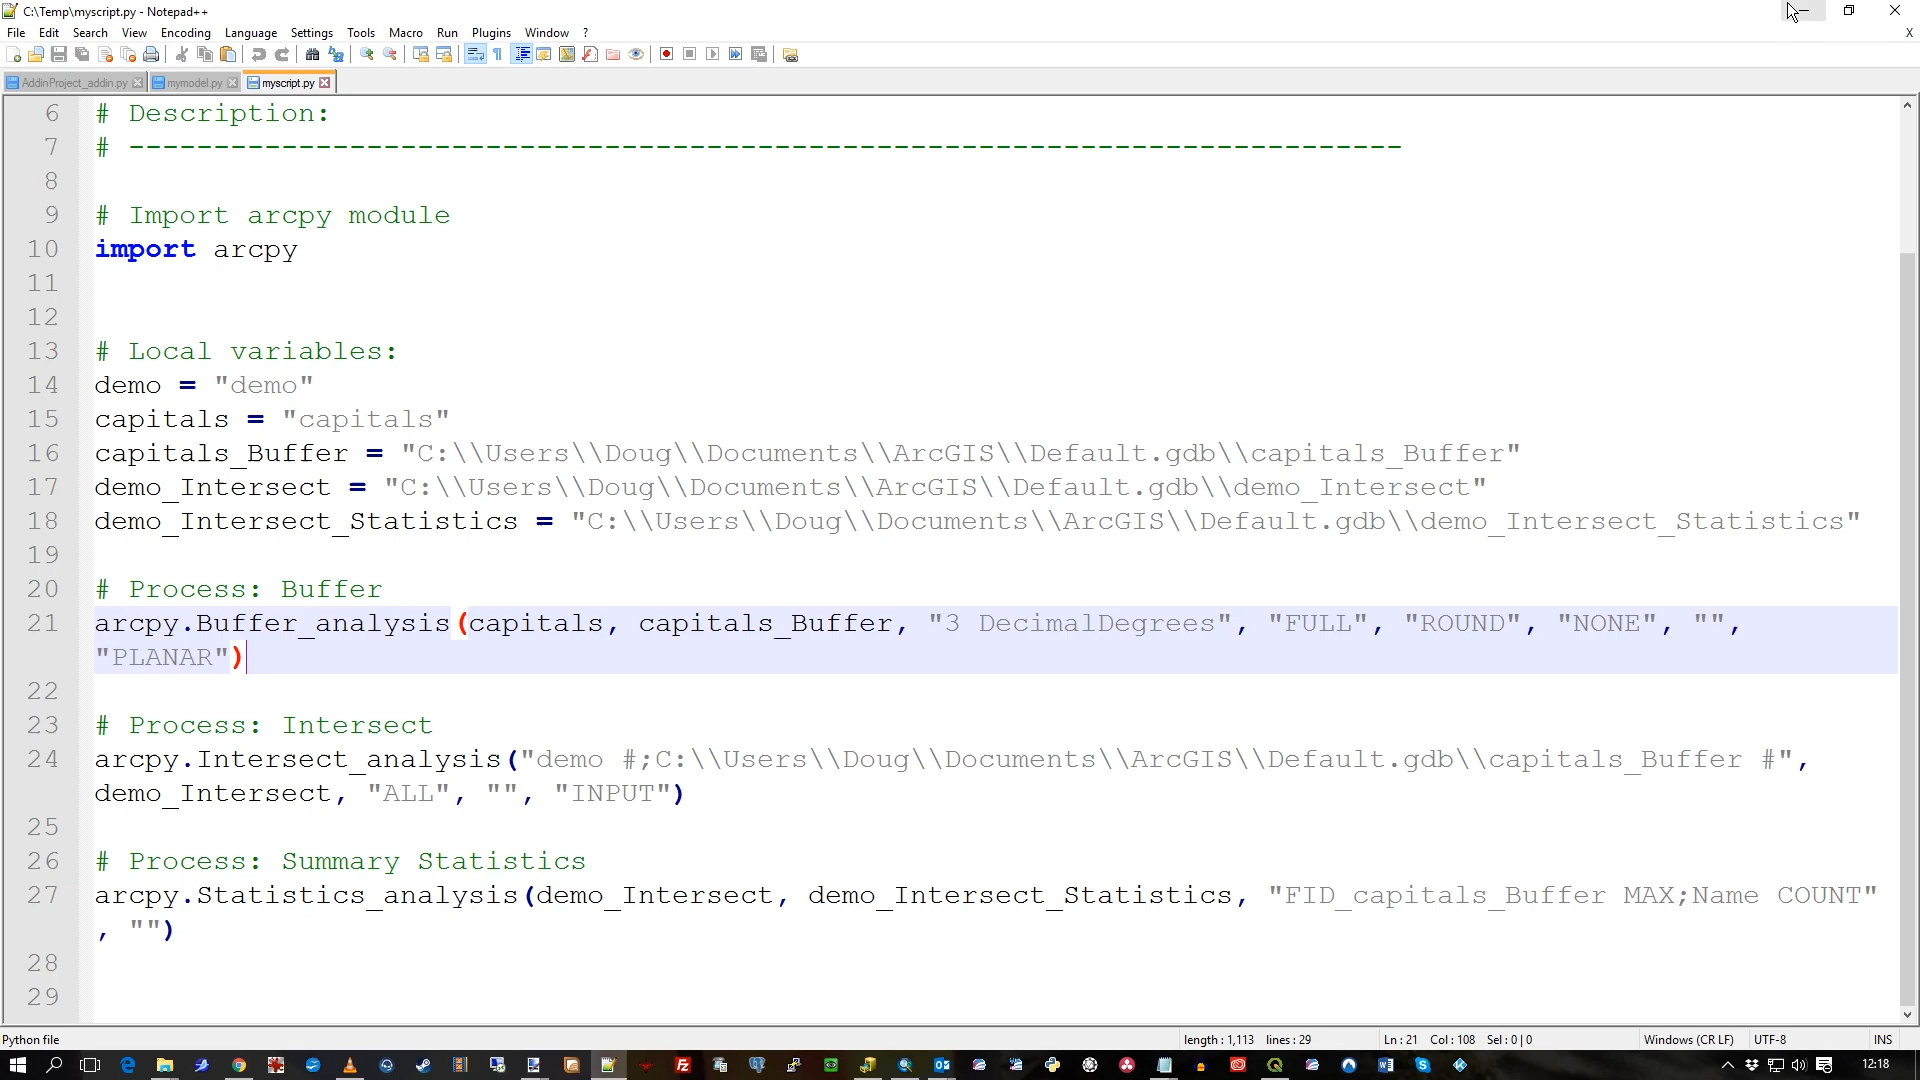 C:\Temp\myscript.py - Notepad++
File Edit Search View Encoding Language Settings Tools Macro Run Plugins Window ? X
AddinProject_addin.py mymodel.py myscript.py
6 # Description:
7 # ---------------------------------------------------------------------------
8
9 # Import arcpy module
10 import arcpy
11
12
13 # Local variables:
14 demo = "demo"
15 capitals = "capitals"
16 capitals_Buffer = "C:\\Users\\Doug\\Documents\\ArcGIS\\Default.gdb\\capitals_Buffer"
17 demo_Intersect = "C:\\Users\\Doug\\Documents\\ArcGIS\\Default.gdb\\demo_Intersect"
18 demo_Intersect_Statistics = "C:\\Users\\Doug\\Documents\\ArcGIS\\Default.gdb\\demo_Intersect_Statistics"
19
20 # Process: Buffer
21 arcpy.Buffer_analysis(capitals, capitals_Buffer, "3 DecimalDegrees", "FULL", "ROUND", "NONE", "",
"PLANAR")
22
23 # Process: Intersect
24 arcpy.Intersect_analysis("demo #;C:\\Users\\Doug\\Documents\\ArcGIS\\Default.gdb\\capitals_Buffer #",
demo_Intersect, "ALL", "", "INPUT")
25
26 # Process: Summary Statistics
27 arcpy.Statistics_analysis(demo_Intersect, demo_Intersect_Statistics, "FID_capitals_Buffer MAX;Name COUNT"
, "")
28
29
Python file length : 1,113 lines : 29 Ln : 21 Col : 108 Sel : 0 | 0 Windows (CR LF) UTF-8 INS
12:18